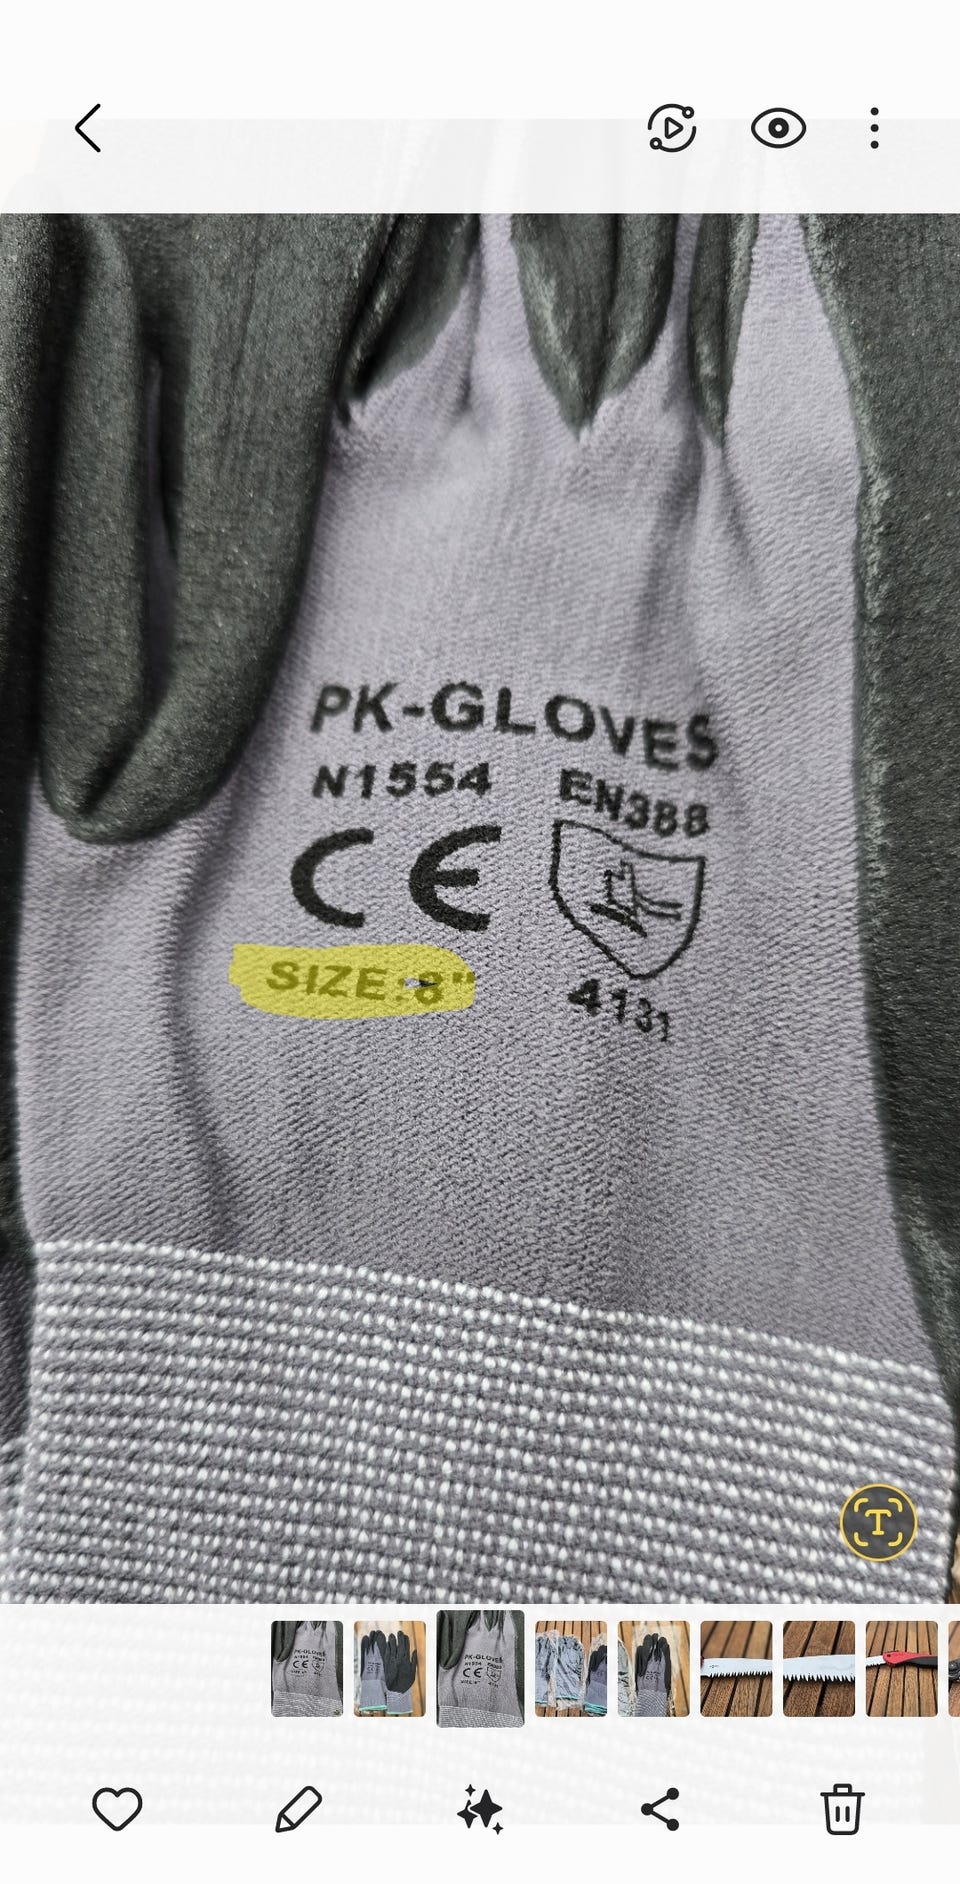 PK-GLOVES
N1554 EN388
CE
SIZE:8"
4131